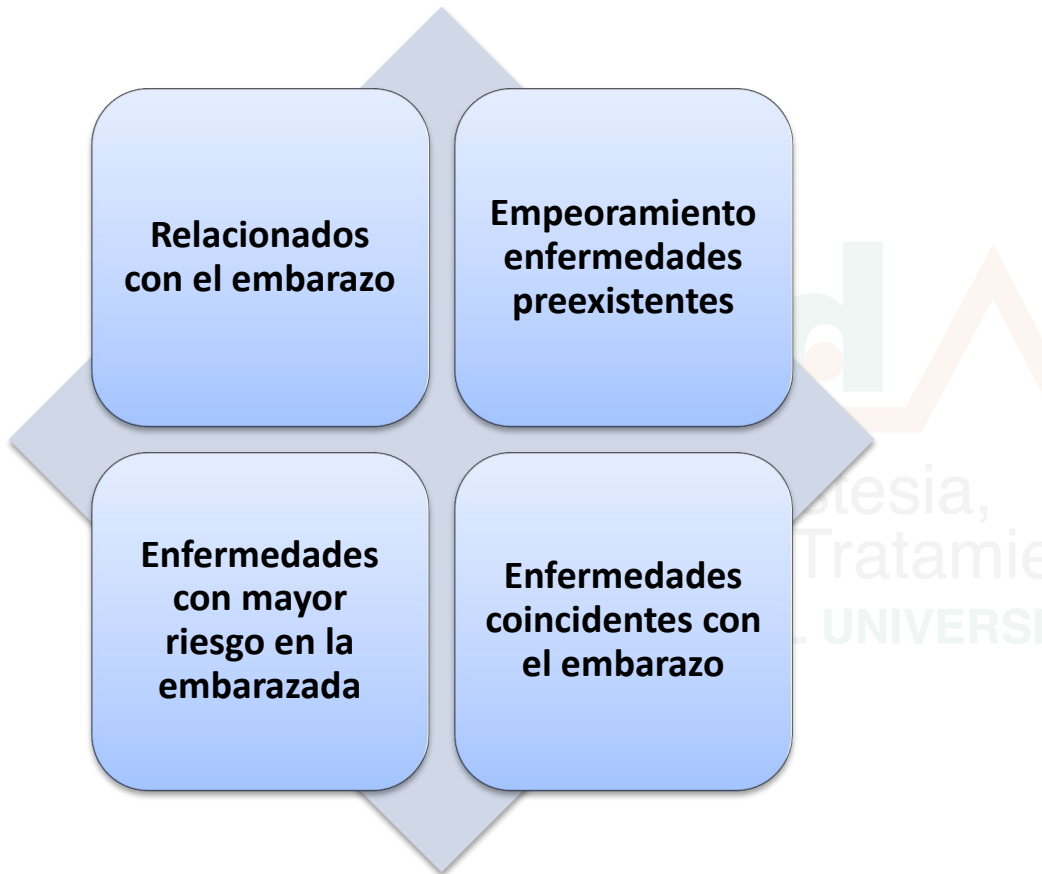 Relacionados
con el embarazo
Empeoramiento
enfermedades
preexistentes
Enfermedades
con mayor
riesgo en la
embarazada
Enfermedades
coincidentes con
el embarazo